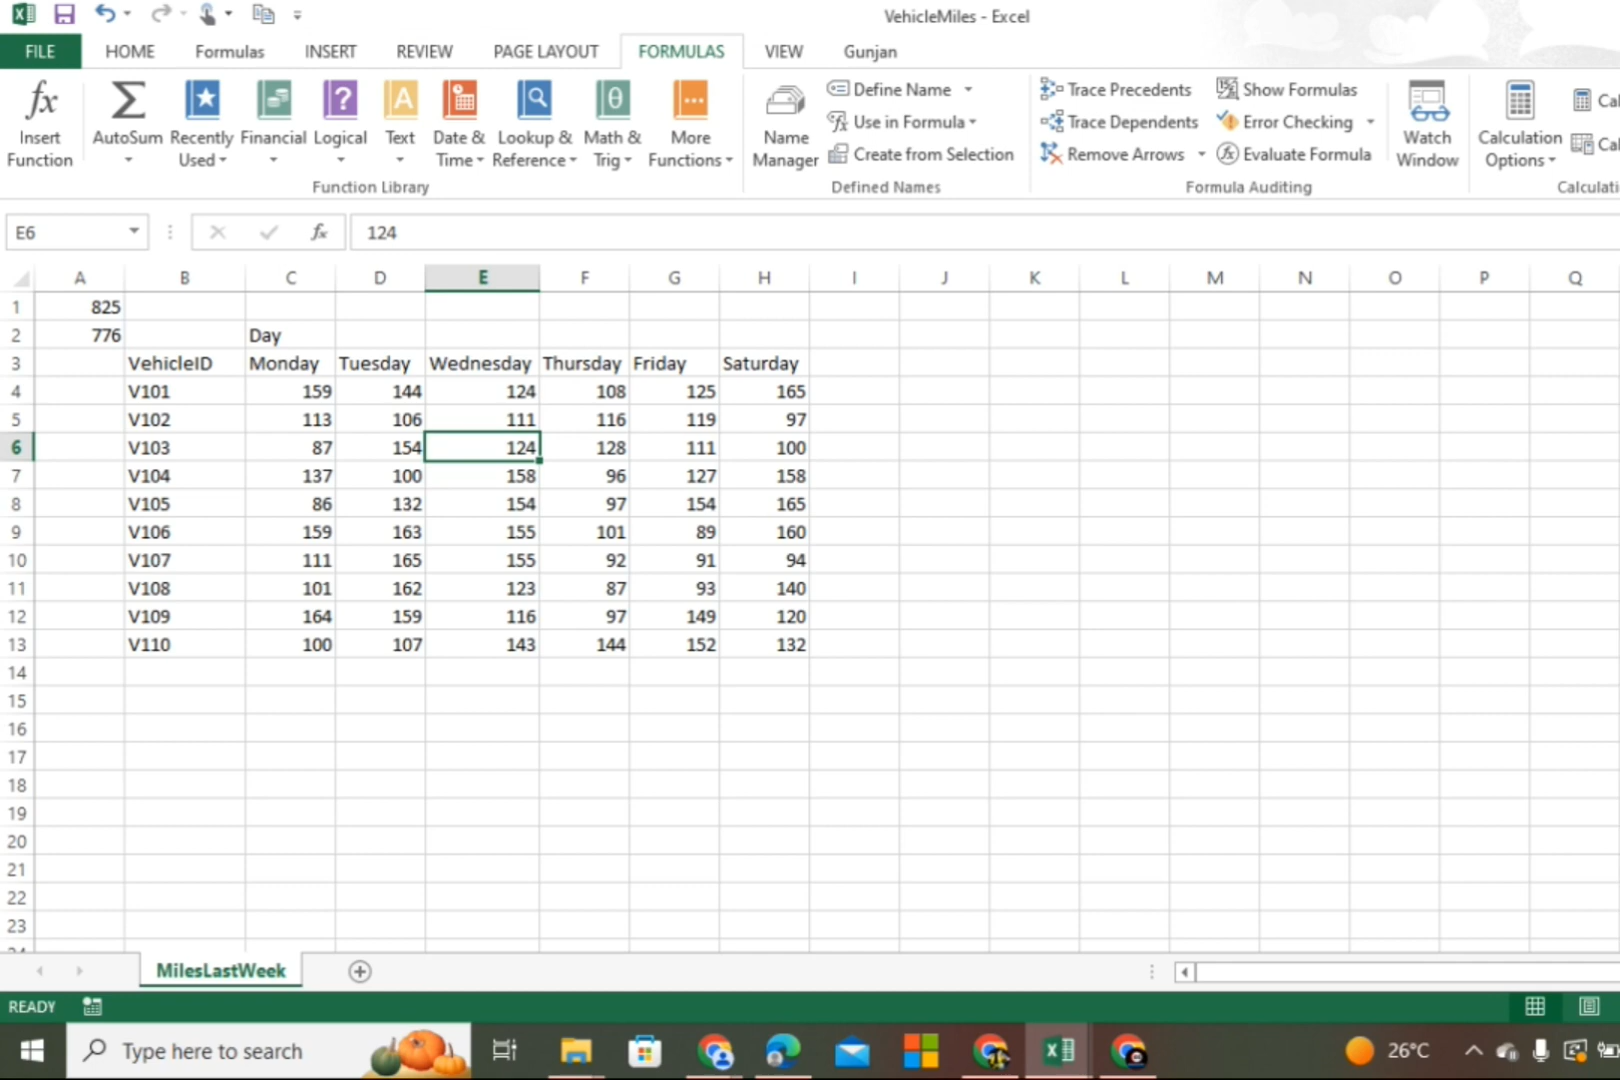 VehicleMiles - Excel
FILE HOME Formulas INSERT REVIEW PAGE LAYOUT FORMULAS VIEW Gunjan
fx Insert Function
AutoSum
Recently Used
Financial
Logical
Text
Date & Time
Lookup & Reference
Math & Trig
More Functions
Function Library
Name Manager
Define Name
Use in Formula
Create from Selection
Defined Names
Trace Precedents
Trace Dependents
Remove Arrows
Show Formulas
Error Checking
Evaluate Formula
Formula Auditing
Watch Window
Calculation Options
Cal
Cal
Calculati
E6 fx 124
A B C D E F G H I J K L M N O P Q
1 825
2 776 Day
3 VehicleID Monday Tuesday Wednesday Thursday Friday Saturday
4 V101 159 144 124 108 125 165
5 V102 113 106 111 116 119 97
6 V103 87 154 124 128 111 100
7 V104 137 100 158 96 127 158
8 V105 86 132 154 97 154 165
9 V106 159 163 155 101 89 160
10 V107 111 165 155 92 91 94
11 V108 101 162 123 87 93 140
12 V109 164 159 116 97 149 120
13 V110 100 107 143 144 152 132
14
15
16
17
18
19
20
21
22
23
MilesLastWeek
READY
Type here to search 26°C